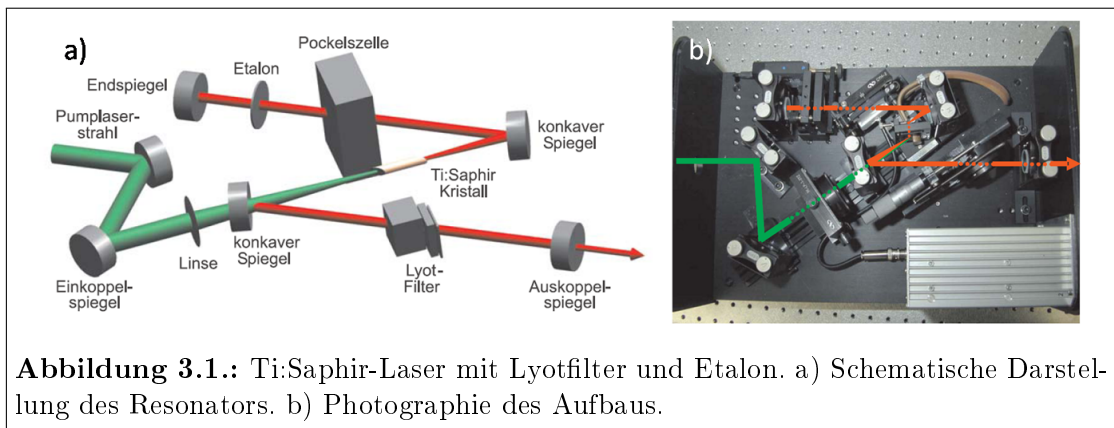 a)
Pockelszelle
Etalon
Endspiegel
Pumplaser-
strahl
konkaver
Spiegel
Ti:Saphir
Kristall
Linse
konkaver
Spiegel
Lyot-
Filter
Einkoppel-
spiegel
Auskoppel-
spiegel
b)
Abbildung 3.1.: Ti:Saphir-Laser mit Lyotfilter und Etalon. a) Schematische Darstel-
lung des Resonators. b) Photographie des Aufbaus.